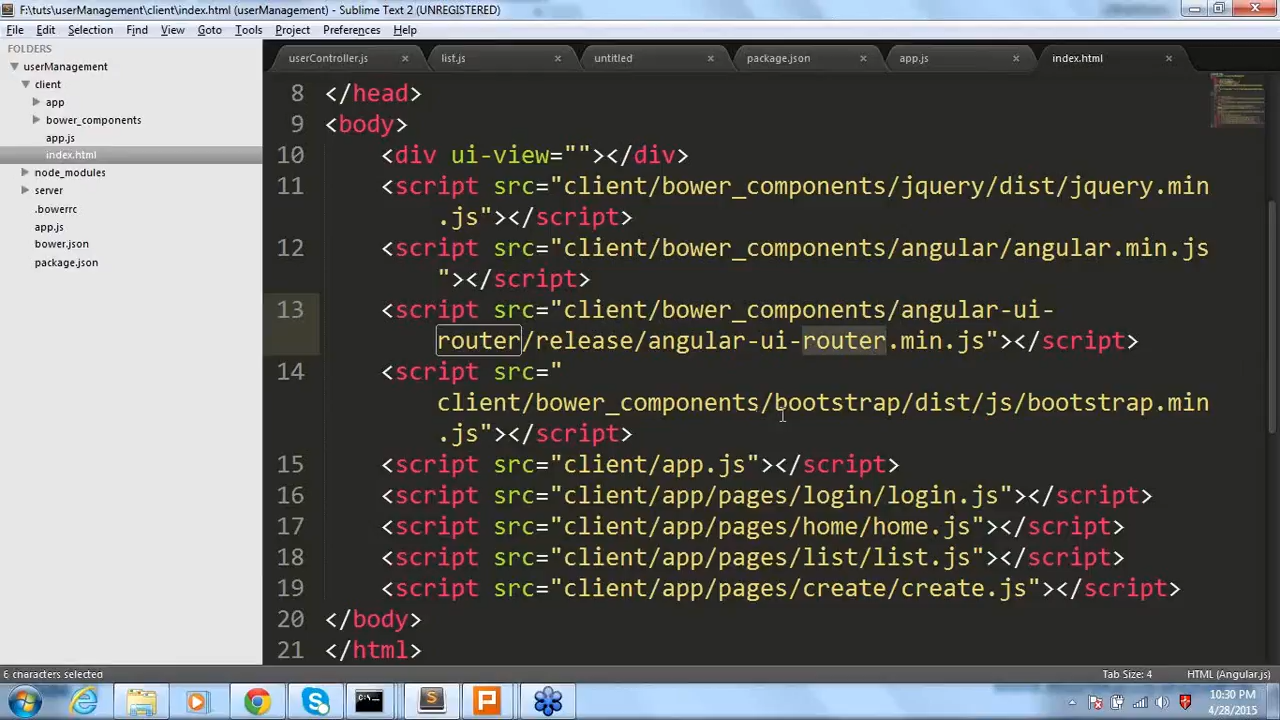 F:\tuts\userManagement\client\index.html (userManagement) - Sublime Text 2 (UNREGISTERED)
File Edit Selection Find View Goto Tools Project Preferences Help
FOLDERS
userManagement
client
app
bower_components
app.js
index.html
node_modules
server
.bowerrc
app.js
bower.json
package.json
userController.js × list.js × untitled × package.json × app.js × index.html ×
8 </head>
9 <body>
10 <div ui-view=""></div>
11 <script src="client/bower_components/jquery/dist/jquery.min
.js"></script>
12 <script src="client/bower_components/angular/angular.min.js
"></script>
13 <script src="client/bower_components/angular-ui-
router/release/angular-ui-router.min.js"></script>
14 <script src="
client/bower_components/bootstrap/dist/js/bootstrap.min
.js"></script>
15 <script src="client/app.js"></script>
16 <script src="client/app/pages/login/login.js"></script>
17 <script src="client/app/pages/home/home.js"></script>
18 <script src="client/app/pages/list/list.js"></script>
19 <script src="client/app/pages/create/create.js"></script>
20 </body>
21 </html>
6 characters selected
Tab Size: 4 HTML (Angular.js)
10:30 PM
4/28/2015